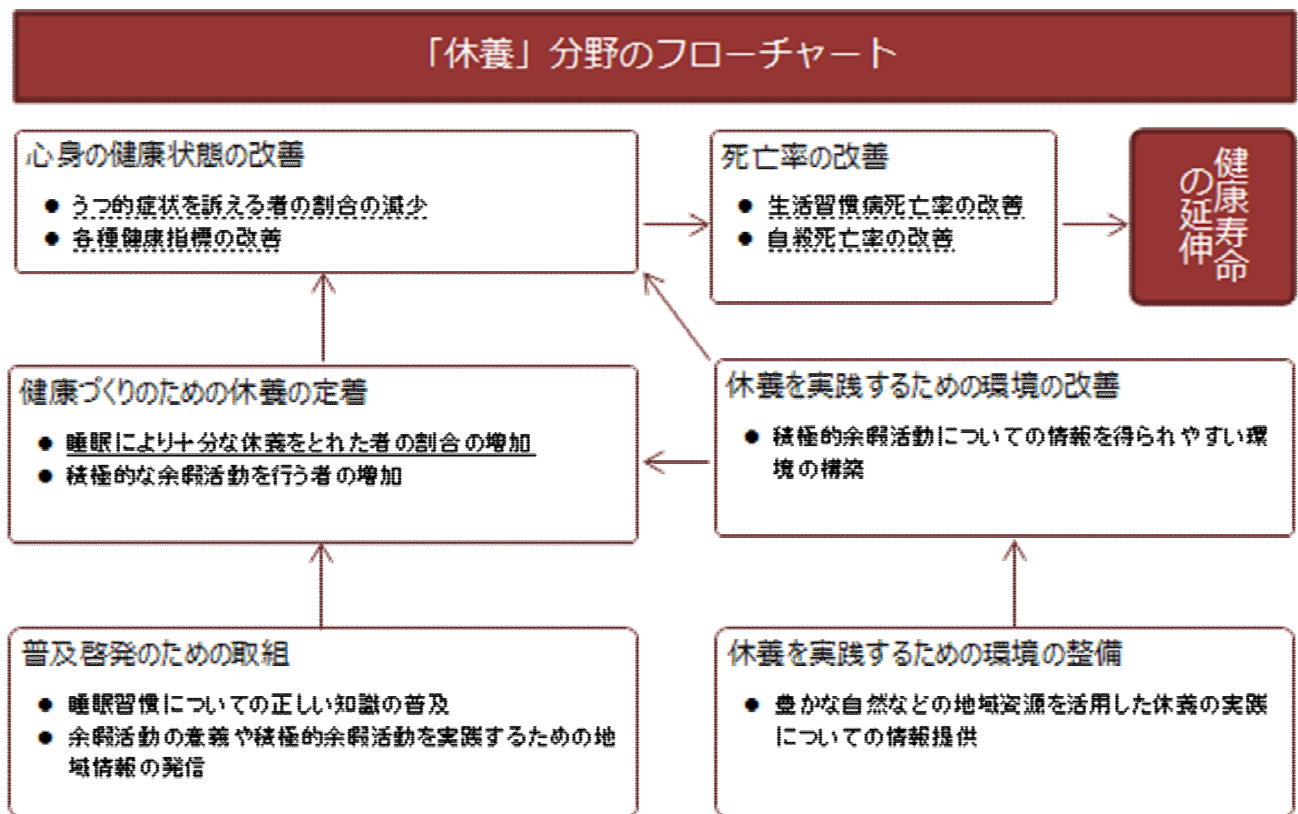 「休養」分野のフローチャート
心身の健康状態の改善
● うつ的症状を訴える者の割合の減少
● 各種健康指標の改善
死亡率の改善
● 生活習慣病死亡率の改善
● 自殺死亡率の改善
健康寿命
の延伸
健康づくりのための休養の定着
● 睡眠により十分な休養をとれた者の割合の増加
● 積極的な余暇活動を行う者の増加
休養を実践するための環境の改善
● 積極的余暇活動についての情報を得られやすい環
境の構築
普及啓発のための取組
● 睡眠習慣についての正しい知識の普及
● 余暇活動の意義や積極的余暇活動を実践するための地
域情報の発信
休養を実践するための環境の整備
● 豊かな自然などの地域資源を活用した休養の実践
についての情報提供